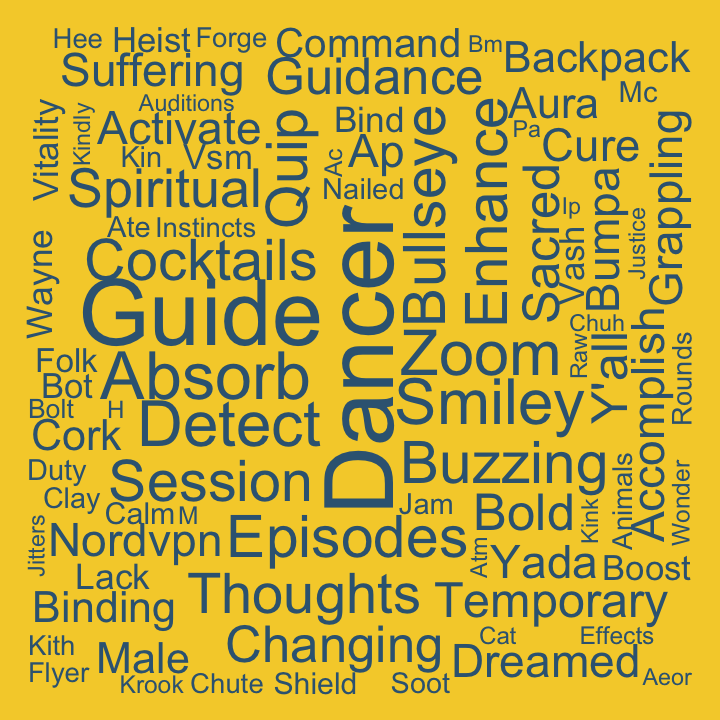 Hee
Heist
Forge
Command
Bm
Backpack
Suffering
Guidance
Auditions
Aura
Mc
Vitality
Kindly
Activate
Quip
Bind
Bullseye
Enhance
Pa
Cure
Grappling
Kin
Vsm
Ac
Ap
Spiritual
Nailed
Sacred
Ip
Bumpa
Justice
Ate
Instincts
Vash
Wayne
Cocktails
Dancer
Guide
Chuh
Folk
Absorb
Zoom
Raw
Y'all
Accomplish
Rounds
Bot
Bolt
H
Smiley
Cork
Detect
Duty
Session
Buzzing
Animals
Wonder
Clay
Calm
M
Jam
Bold
Kink
Jitters
Nordvpn
Episodes
Atm
Yada
Boost
Lack
Binding
Thoughts
Temporary
Kith
Male
Changing
Cat
Effects
Flyer
Dreamed
Krook
Chute
Shield
Soot
Aeor